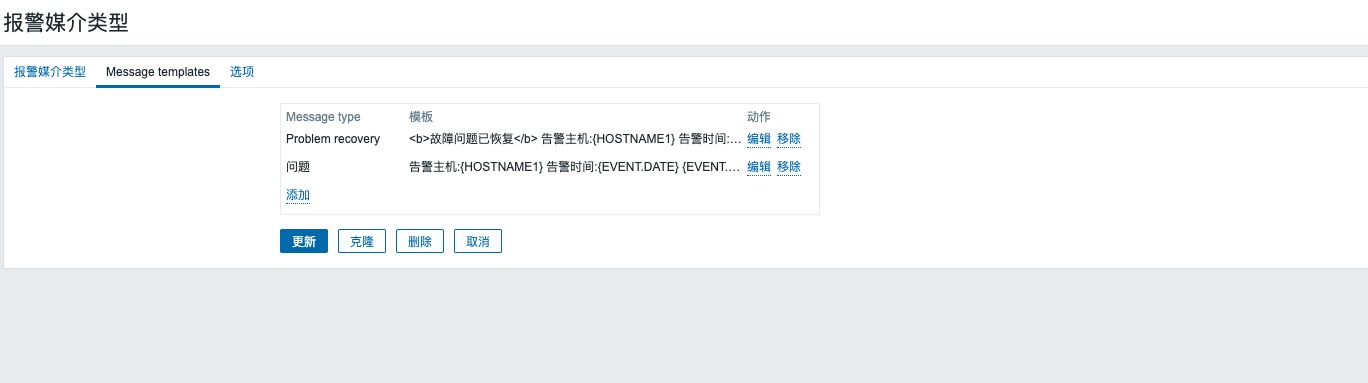 报警媒介类型
报警媒介类型 Message templates 选项
Message type 模板 动作
Problem recovery <b>故障问题已恢复</b> 告警主机:{HOSTNAME1} 告警时间:... 编辑 移除
问题 告警主机:{HOSTNAME1} 告警时间:{EVENT.DATE} {EVENT.... 编辑 移除
添加
更新 克隆 删除 取消